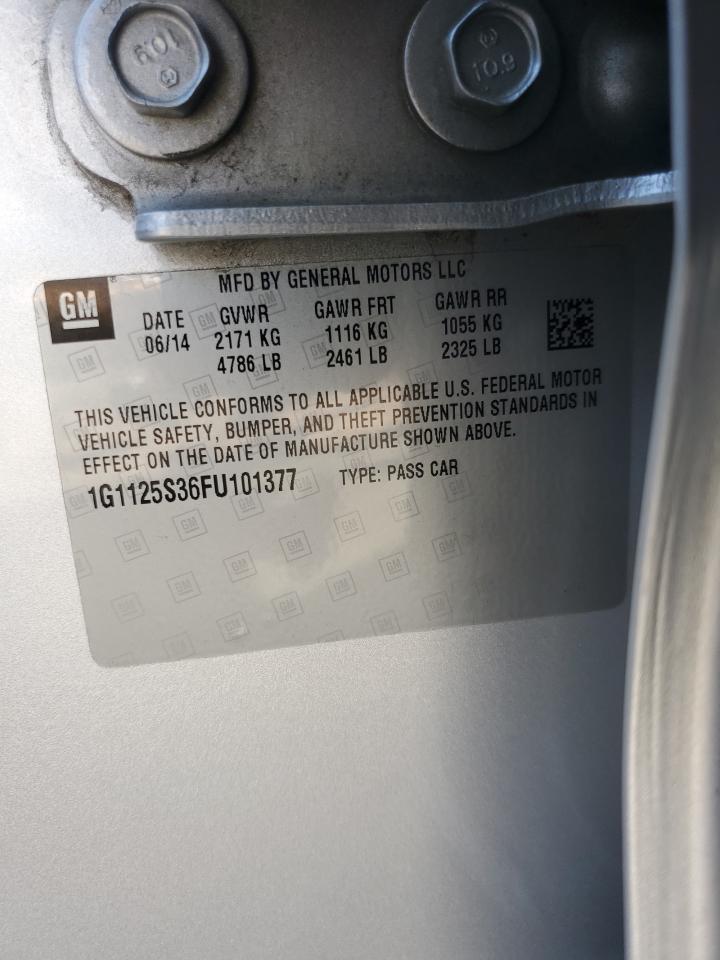 10.9
10.9
GM
MFD BY GENERAL MOTORS LLC
DATE GVWR GAWR FRT GAWR RR
06/14 2171 KG 1116 KG 1055 KG
4786 LB 2461 LB 2325 LB
THIS VEHICLE CONFORMS TO ALL APPLICABLE U.S. FEDERAL MOTOR
VEHICLE SAFETY, BUMPER, AND THEFT PREVENTION STANDARDS IN
EFFECT ON THE DATE OF MANUFACTURE SHOWN ABOVE.
1G1125S36FU101377 TYPE: PASS CAR